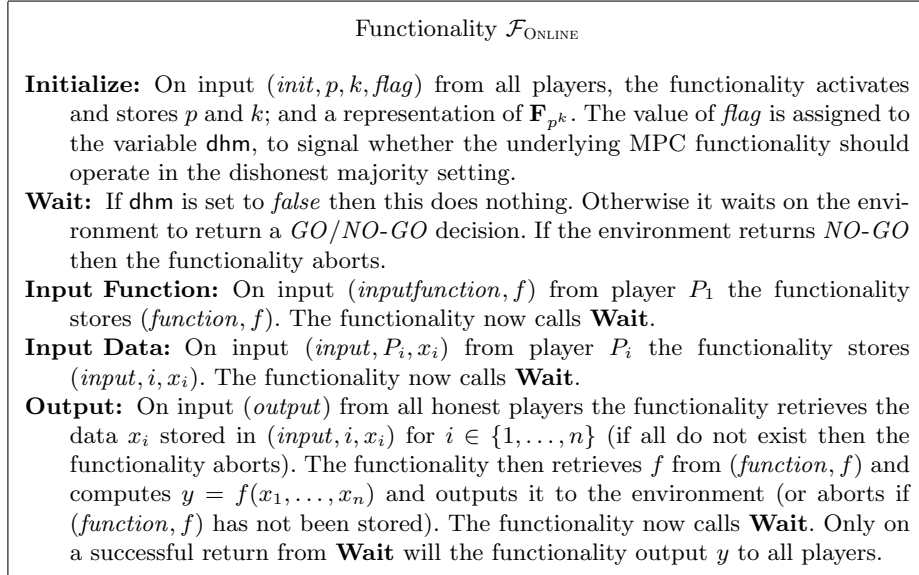 Functionality F_Online
Initialize: On input (init, p, k, flag) from all players, the functionality activates
and stores p and k; and a representation of F_{p^k}. The value of flag is assigned to
the variable dhm, to signal whether the underlying MPC functionality should
operate in the dishonest majority setting.
Wait: If dhm is set to false then this does nothing. Otherwise it waits on the envi-
ronment to return a GO/NO-GO decision. If the environment returns NO-GO
then the functionality aborts.
Input Function: On input (inputfunction, f) from player P_1 the functionality
stores (function, f). The functionality now calls Wait.
Input Data: On input (input, P_i, x_i) from player P_i the functionality stores
(input, i, x_i). The functionality now calls Wait.
Output: On input (output) from all honest players the functionality retrieves the
data x_i stored in (input, i, x_i) for i ∈ {1, . . . , n} (if all do not exist then the
functionality aborts). The functionality then retrieves f from (function, f) and
computes y = f(x_1, . . . , x_n) and outputs it to the environment (or aborts if
(function, f) has not been stored). The functionality now calls Wait. Only on
a successful return from Wait will the functionality output y to all players.